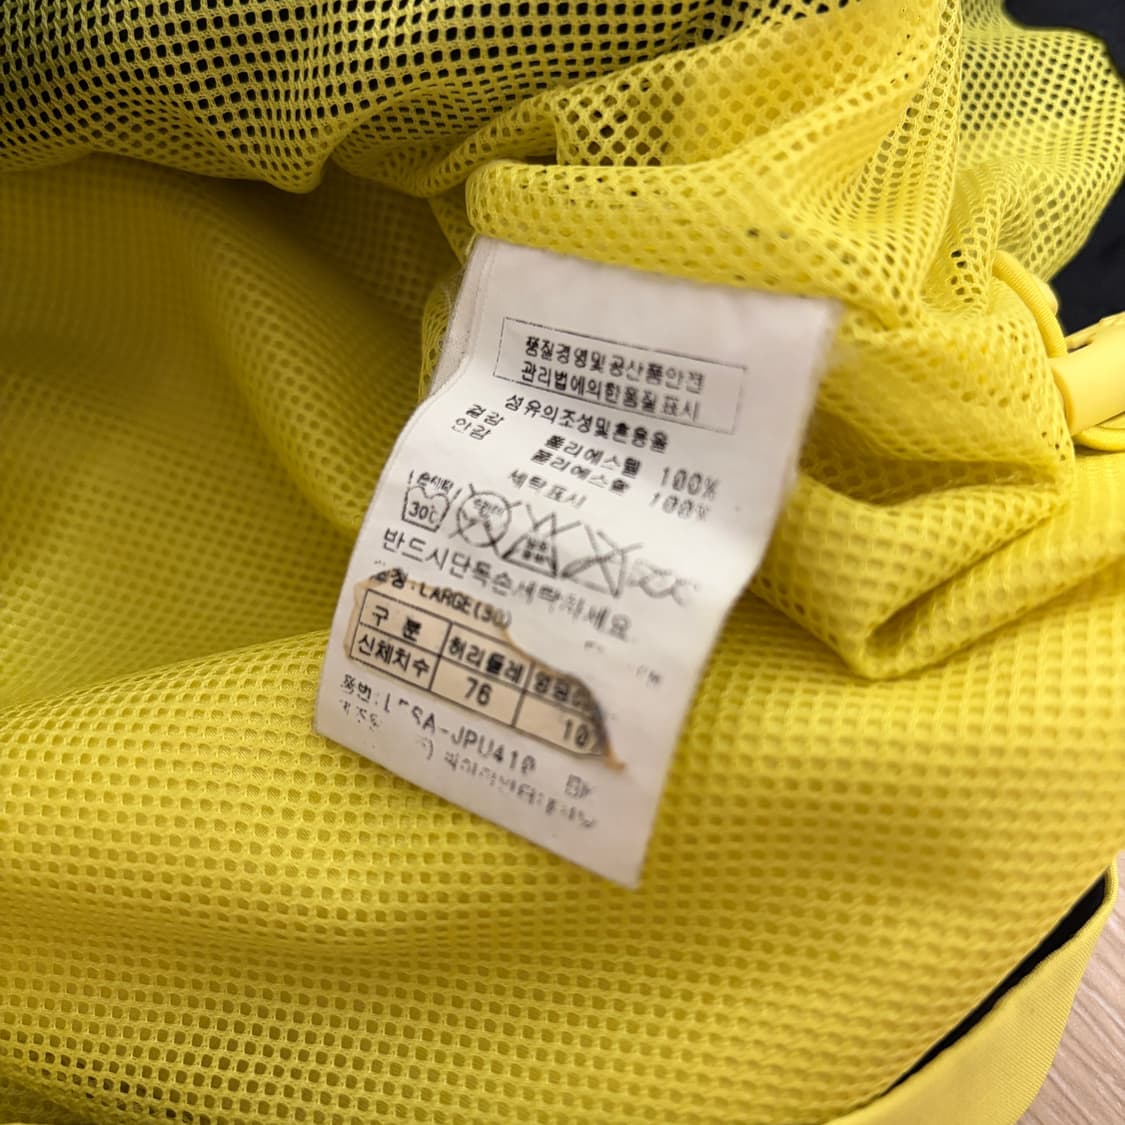 품질경영및공산품안전
관리법에의한품질표시
섬유의조성및혼용율
겉감 폴리에스텔 100%
안감 폴리에스텔 100%
세탁표시
손세탁
30℃
반드시단독손세탁하세요
LARGE(30)
구 분 허리둘레
신체치수 76
품번: JPU410